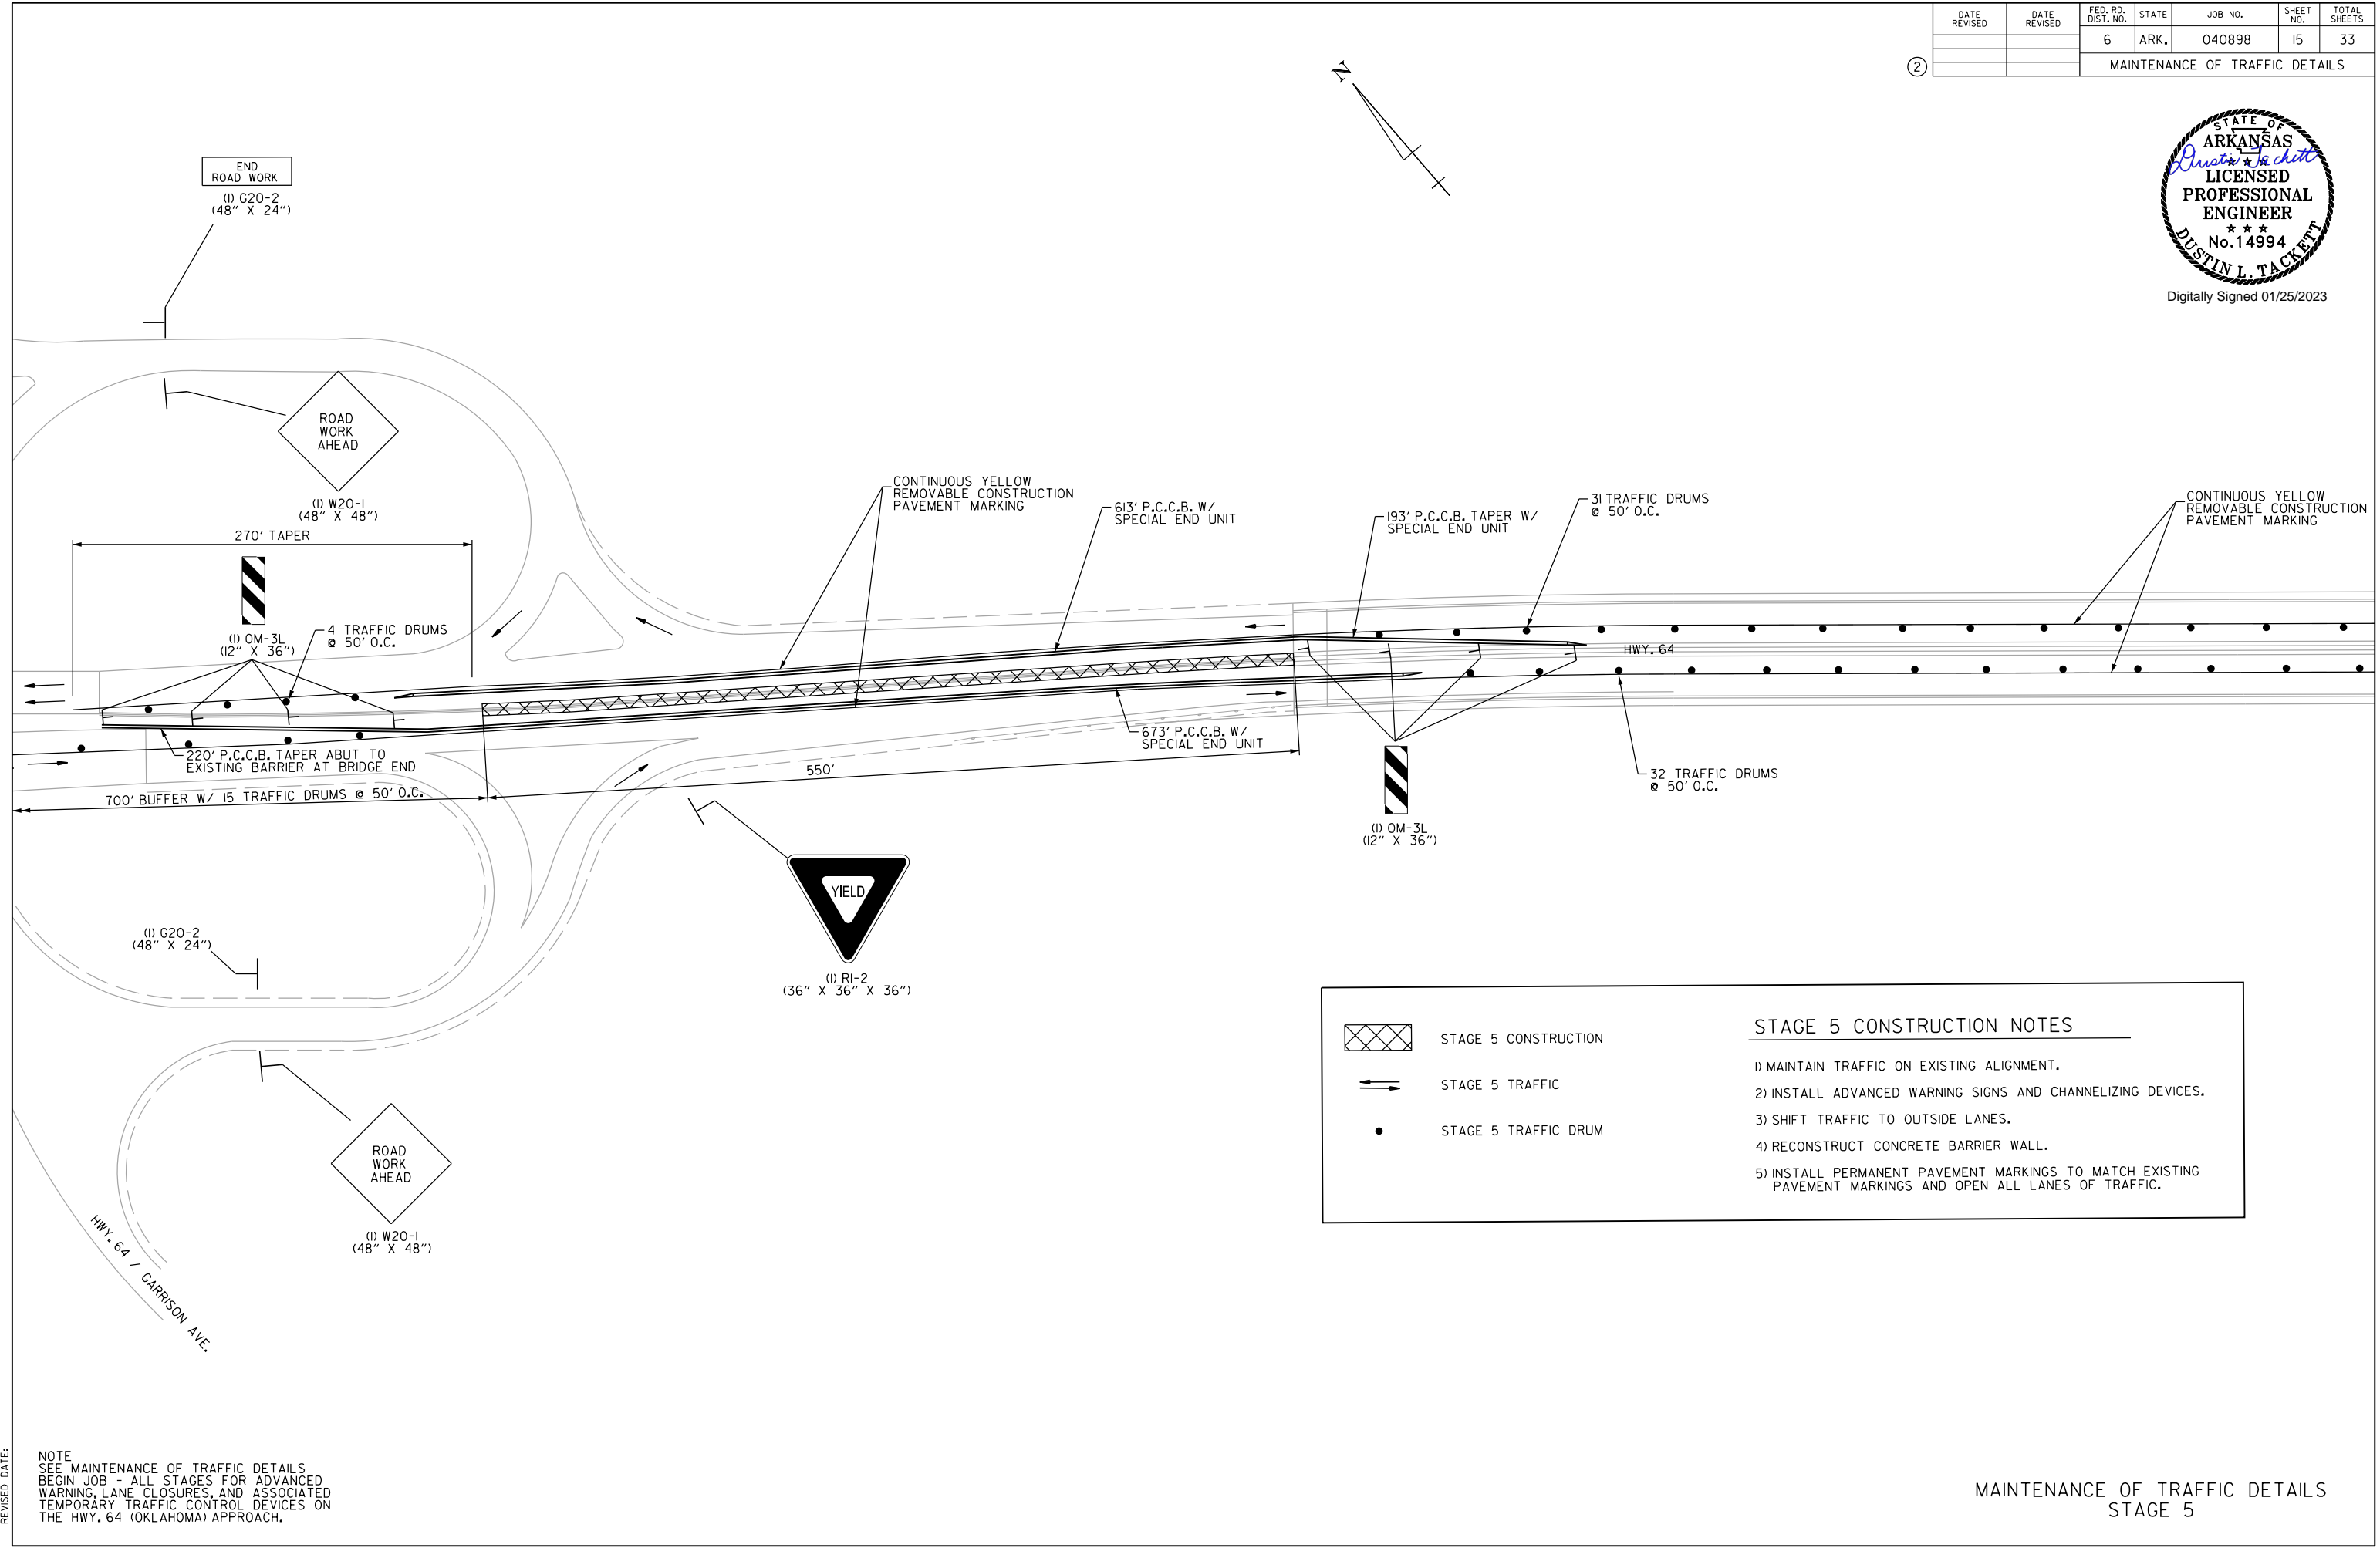 DATE REVISED
DATE REVISED
FED. RD. DIST. NO.
STATE
JOB NO.
SHEET NO.
TOTAL SHEETS
6
ARK.
040898
15
33
2
MAINTENANCE OF TRAFFIC DETAILS
N
STATE OF
ARKANSAS
Dustin Tackett
LICENSED
PROFESSIONAL
ENGINEER
No.14994
DUSTIN L. TACKETT
Digitally Signed 01/25/2023
END
ROAD WORK
(1) G20-2
(48" X 24")
ROAD
WORK
AHEAD
(1) W20-1
(48" X 48")
270' TAPER
(1) OM-3L
(12" X 36")
4 TRAFFIC DRUMS
@ 50' O.C.
CONTINUOUS YELLOW
REMOVABLE CONSTRUCTION
PAVEMENT MARKING
613' P.C.C.B. W/
SPECIAL END UNIT
193' P.C.C.B. TAPER W/
SPECIAL END UNIT
31 TRAFFIC DRUMS
@ 50' O.C.
CONTINUOUS YELLOW
REMOVABLE CONSTRUCTION
PAVEMENT MARKING
HWY. 64
220' P.C.C.B. TAPER ABUT TO
EXISTING BARRIER AT BRIDGE END
700' BUFFER W/ 15 TRAFFIC DRUMS @ 50' O.C.
550'
673' P.C.C.B. W/
SPECIAL END UNIT
32 TRAFFIC DRUMS
@ 50' O.C.
(1) OM-3L
(12" X 36")
YIELD
(1) R1-2
(36" X 36" X 36")
(1) G20-2
(48" X 24")
ROAD
WORK
AHEAD
(1) W20-1
(48" X 48")
HWY. 64 / GARRISON AVE.
STAGE 5 CONSTRUCTION
STAGE 5 TRAFFIC
STAGE 5 TRAFFIC DRUM
STAGE 5 CONSTRUCTION NOTES
1) MAINTAIN TRAFFIC ON EXISTING ALIGNMENT.
2) INSTALL ADVANCED WARNING SIGNS AND CHANNELIZING DEVICES.
3) SHIFT TRAFFIC TO OUTSIDE LANES.
4) RECONSTRUCT CONCRETE BARRIER WALL.
5) INSTALL PERMANENT PAVEMENT MARKINGS TO MATCH EXISTING
PAVEMENT MARKINGS AND OPEN ALL LANES OF TRAFFIC.
REVISED DATE:
NOTE
SEE MAINTENANCE OF TRAFFIC DETAILS
BEGIN JOB - ALL STAGES FOR ADVANCED
WARNING, LANE CLOSURES, AND ASSOCIATED
TEMPORARY TRAFFIC CONTROL DEVICES ON
THE HWY. 64 (OKLAHOMA) APPROACH.
MAINTENANCE OF TRAFFIC DETAILS
STAGE 5